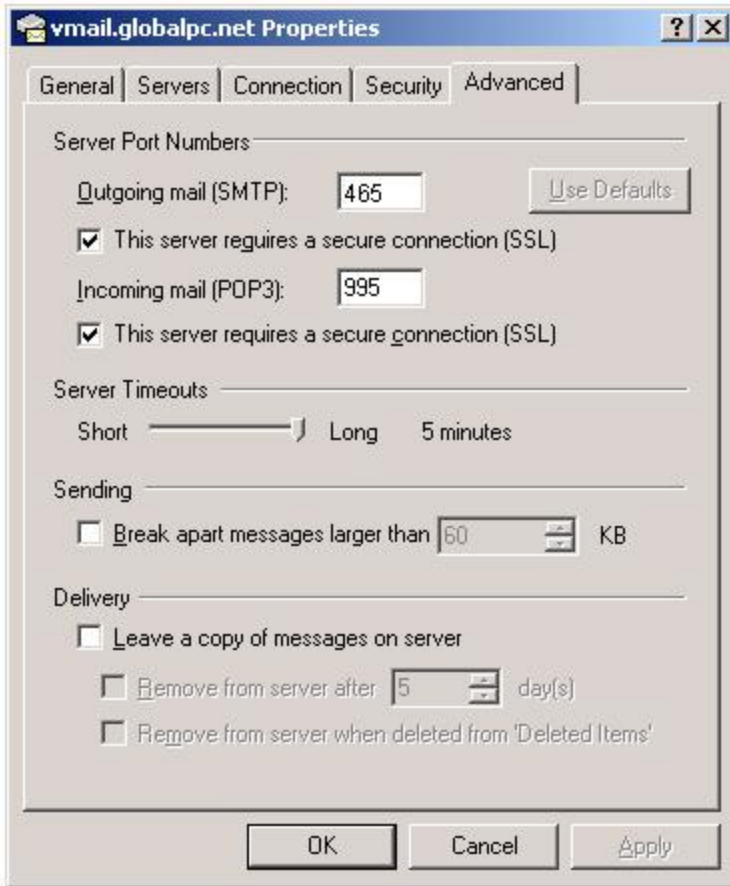 vmail.globalpc.net Properties
General Servers Connection Security Advanced
Server Port Numbers
Outgoing mail (SMTP): 465 Use Defaults
This server requires a secure connection (SSL)
Incoming mail (POP3): 995
This server requires a secure connection (SSL)
Server Timeouts
Short Long 5 minutes
Sending
Break apart messages larger than 60 KB
Delivery
Leave a copy of messages on server
Remove from server after 5 day(s)
Remove from server when deleted from 'Deleted Items'
OK Cancel Apply